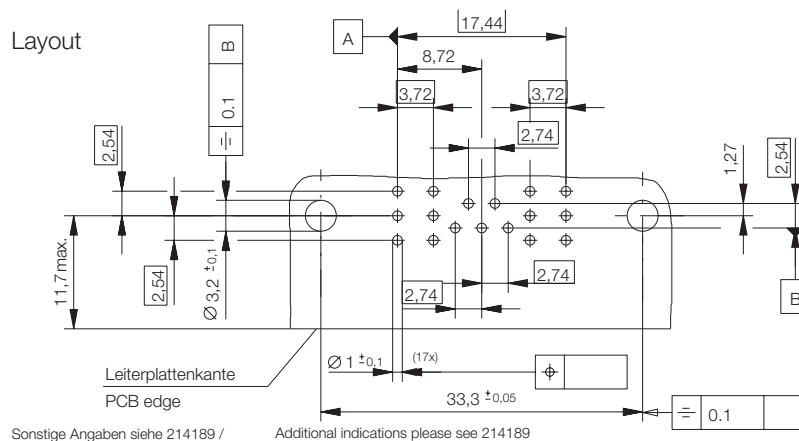 Layout
A
17,44
8,72
3,72
3,72
2,74
B
0.1
2,54
1,27
2,54
11,7 max.
2,54
Ø 3,2 ±0,1
2,74
2,74
B
Ø 1 ±0,1 (17x)
Leiterplattenkante
PCB edge
33,3 ±0,05
0.1
Sonstige Angaben siehe 214189 /
Additional indications please see 214189